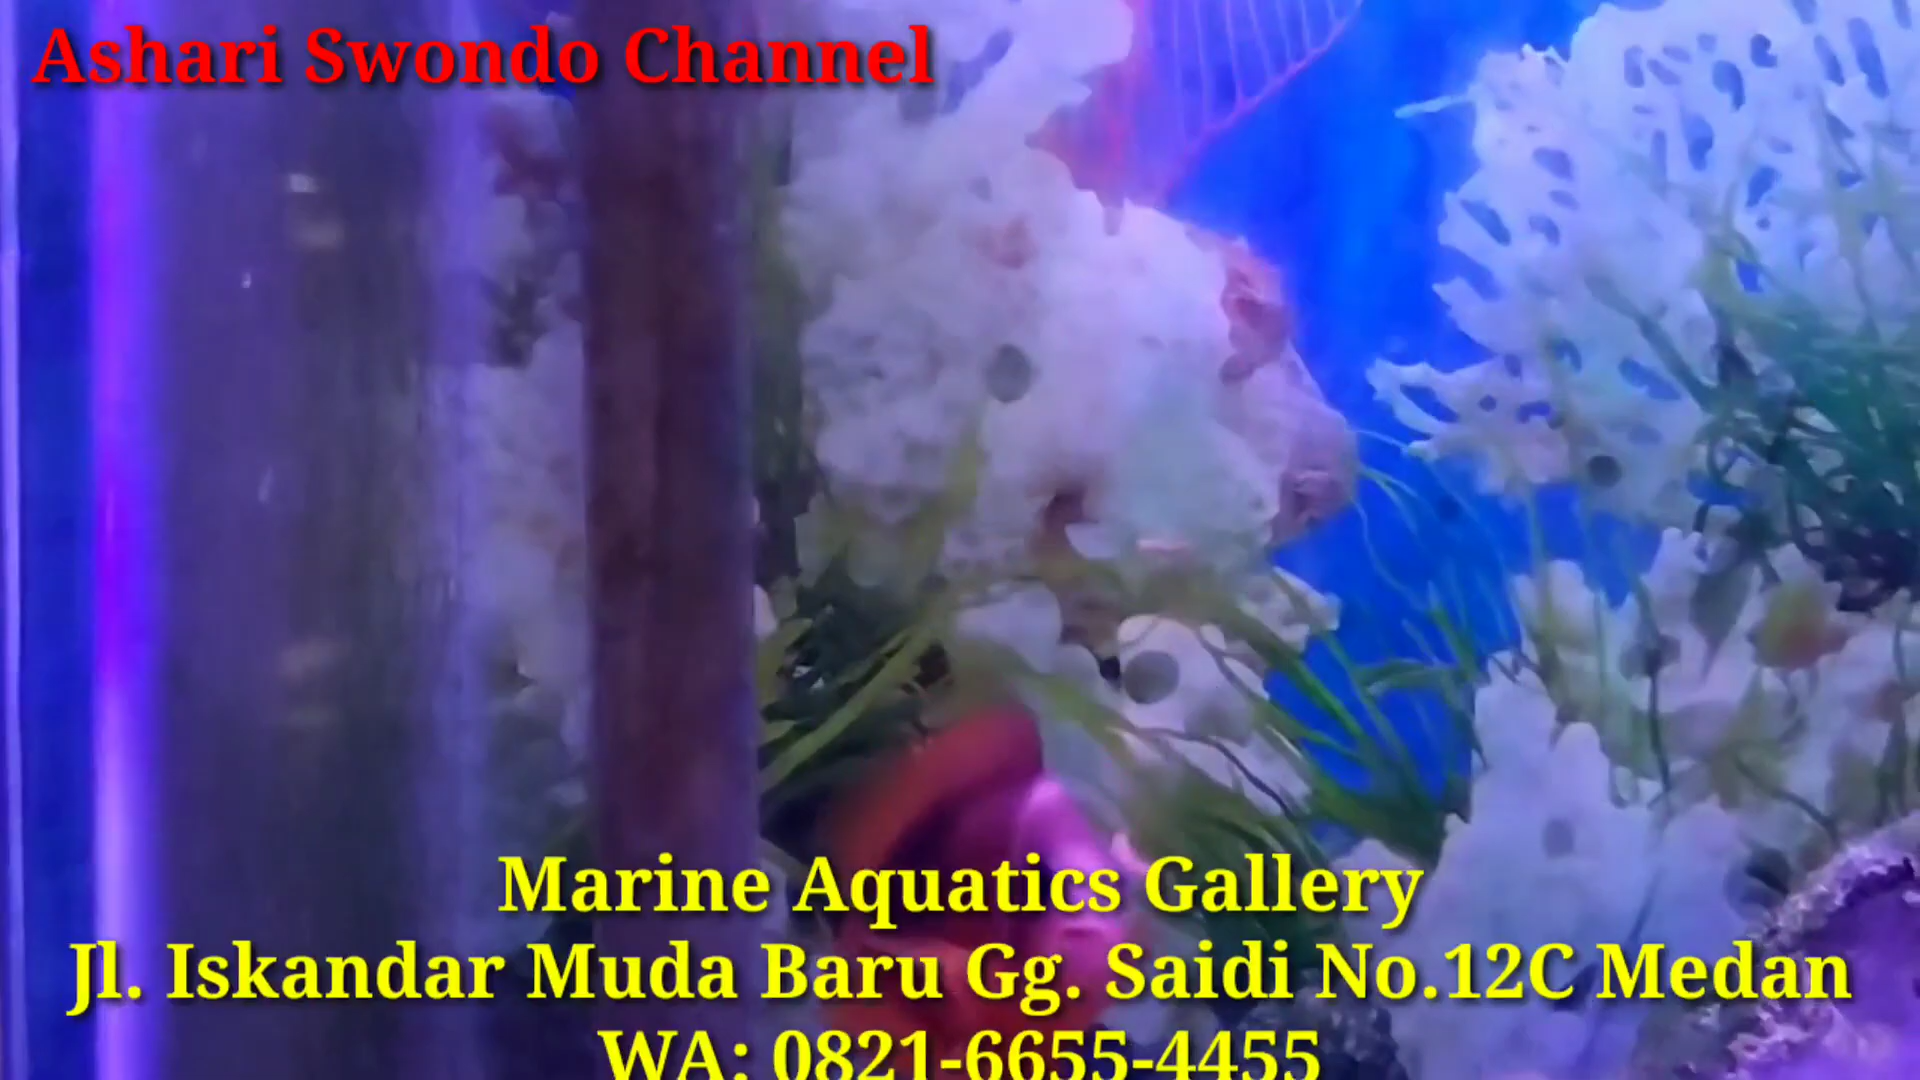 Ashari Swondo Channel
Marine Aquatics Gallery
Jl. Iskandar Muda Baru Gg. Saidi No.12C Medan
WA: 0821-6655-4455